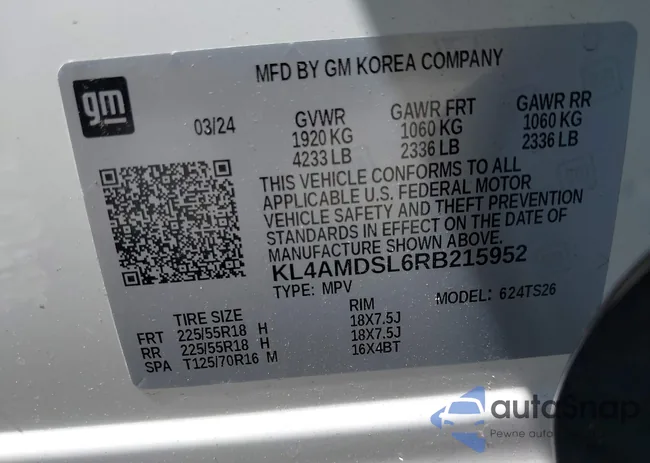 MFD BY GM KOREA COMPANY
gm
03/24
GVWR GAWR FRT GAWR RR
1920 KG 1060 KG 1060 KG
4233 LB 2336 LB 2336 LB
THIS VEHICLE CONFORMS TO ALL
APPLICABLE U.S. FEDERAL MOTOR
VEHICLE SAFETY AND THEFT PREVENTION
STANDARDS IN EFFECT ON THE DATE OF
MANUFACTURE SHOWN ABOVE.
KL4AMDSL6RB215952
TYPE: MPV MODEL: 624TS26
TIRE SIZE RIM
FRT 225/55R18 H 18X7.5J
RR 225/55R18 H 18X7.5J
SPA T125/70R16 M 16X4BT
autoSnap
Pewne auto